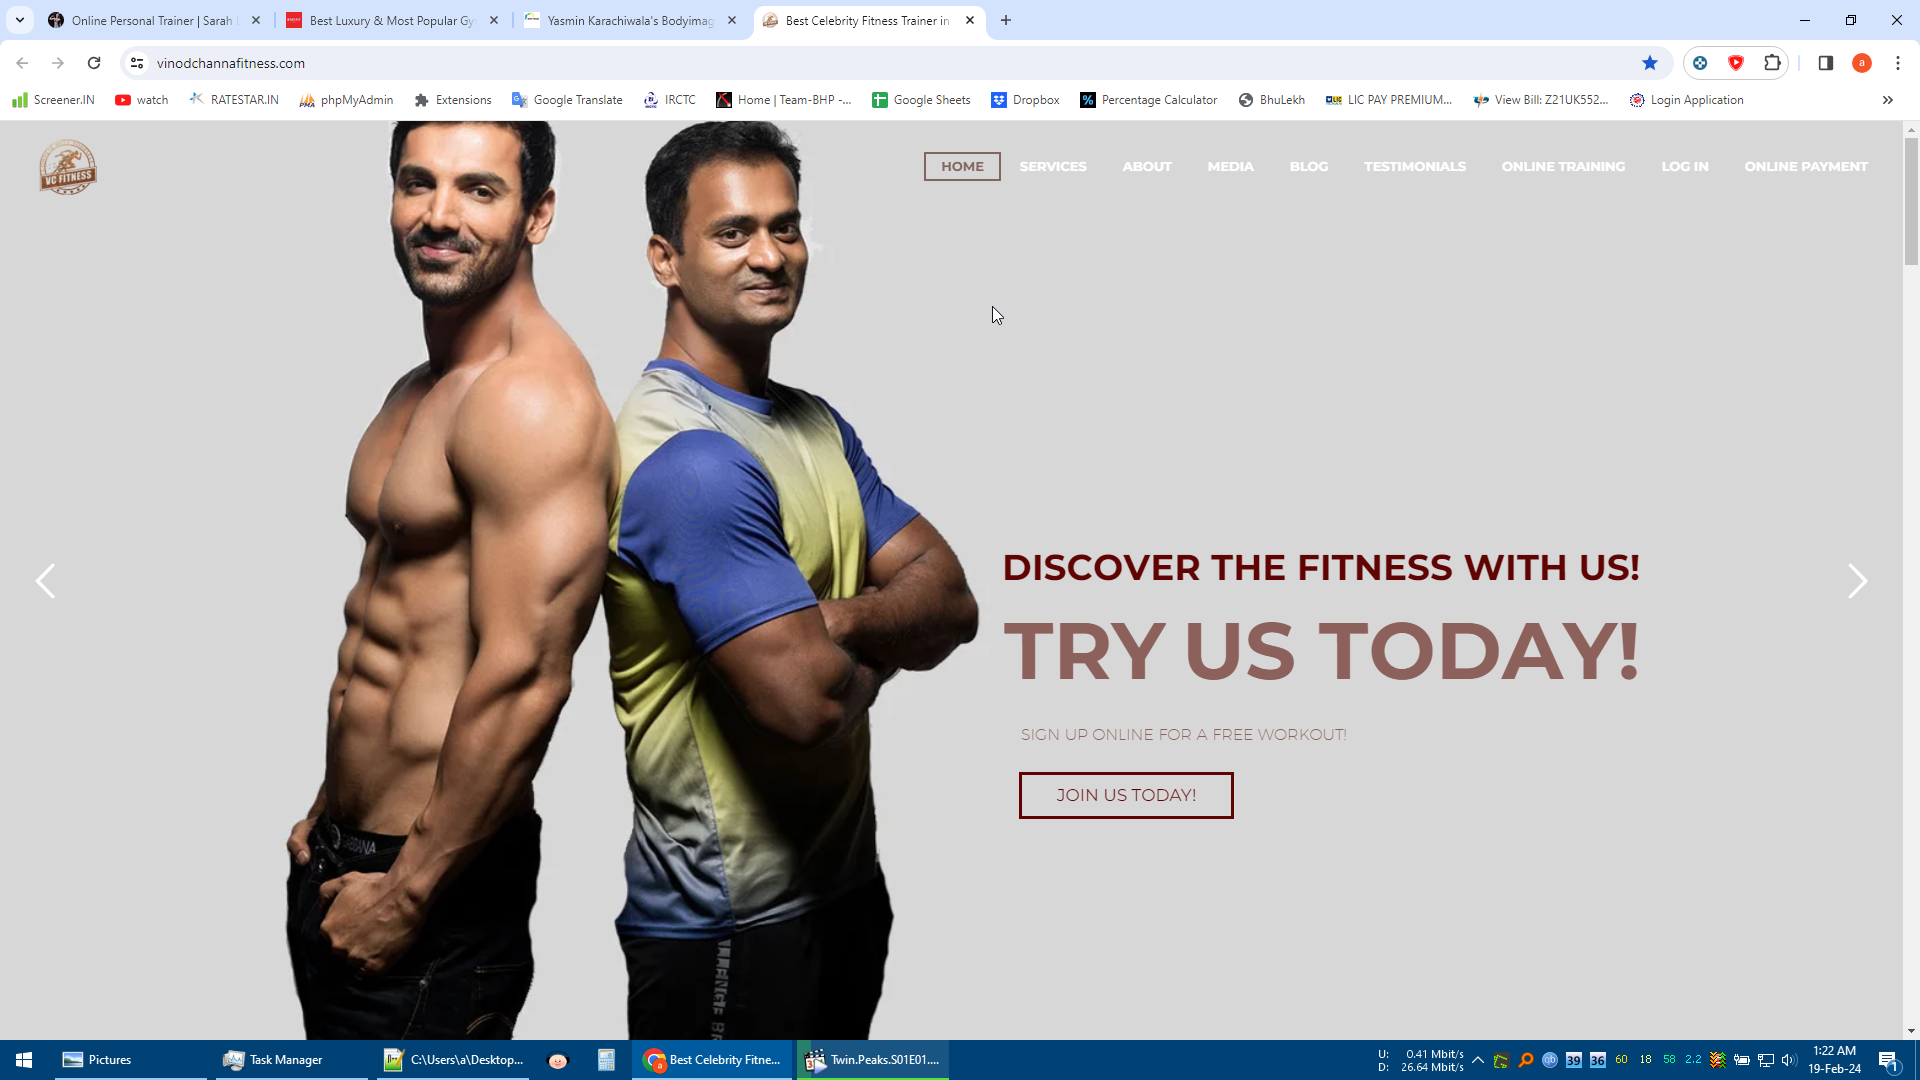 Online Personal Trainer | Sarah
Best Luxury & Most Popular Gy
Yasmin Karachiwala's Bodyimag
Best Celebrity Fitness Trainer in
vinodchannafitness.com
a
Screener.IN
watch
RATESTAR.IN
phpMyAdmin
Extensions
Google Translate
IRCTC
Home | Team-BHP -...
Google Sheets
Dropbox
Percentage Calculator
BhuLekh
LIC PAY PREMIUM...
View Bill: Z21UK552...
Login Application
VC FITNESS
HOME
SERVICES
ABOUT
MEDIA
BLOG
TESTIMONIALS
ONLINE TRAINING
LOG IN
ONLINE PAYMENT
DISCOVER THE FITNESS WITH US!
TRY US TODAY!
SIGN UP ONLINE FOR A FREE WORKOUT!
JOIN US TODAY!
Pictures
Task Manager
C:\Users\a\Desktop...
Best Celebrity Fitne...
Twin.Peaks.S01E01....
U: 0.41 Mbit/s
D: 26.64 Mbit/s
39
36
60
18
58
2.2
1:22 AM
19-Feb-24
1